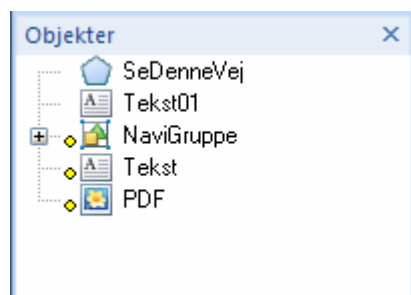 Objekter
SeDenneVej
Tekst01
NaviGruppe
Tekst
PDF